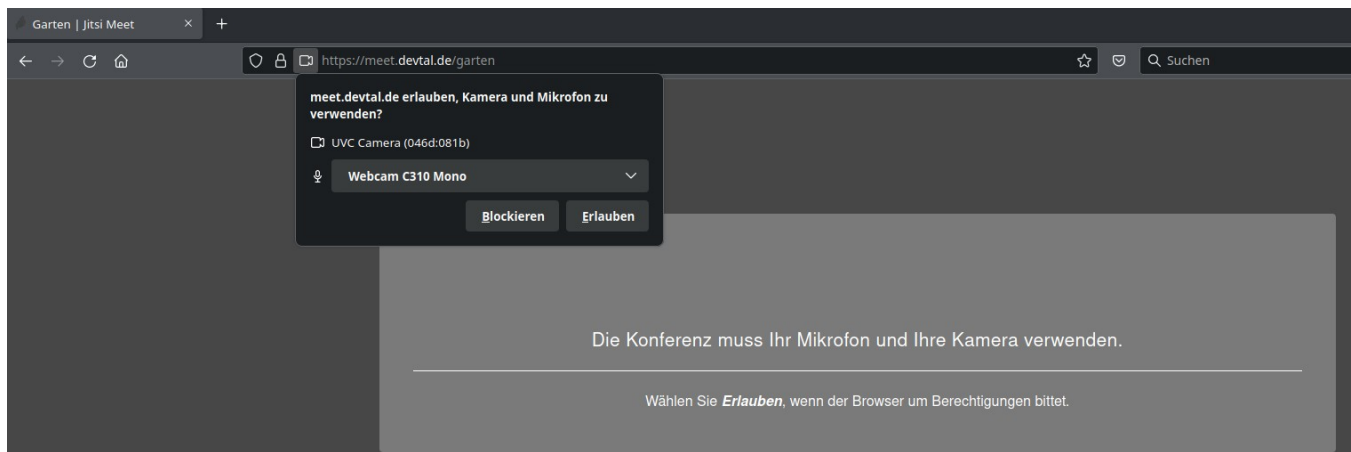 Garten | Jitsi Meet
https://meet.devtal.de/garten
Suchen
meet.devtal.de erlauben, Kamera und Mikrofon zu
verwenden?
UVC Camera (046d:081b)
Webcam C310 Mono
Blockieren Erlauben
Die Konferenz muss Ihr Mikrofon und Ihre Kamera verwenden.
Wählen Sie Erlauben, wenn der Browser um Berechtigungen bittet.